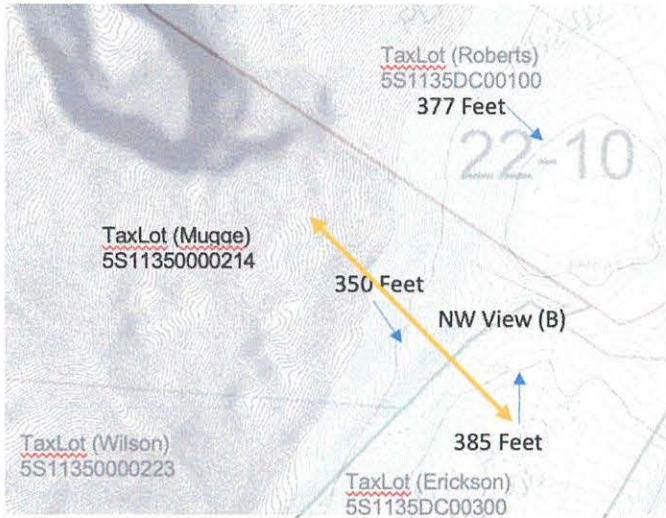 TaxLot (Roberts)
5S1135DC00100
377 Feet
22-10
TaxLot (Mugge)
5S11350000214
350 Feet
NW View (B)
385 Feet
TaxLot (Wilson)
5S11350000223
TaxLot (Erickson)
5S1135DC00300